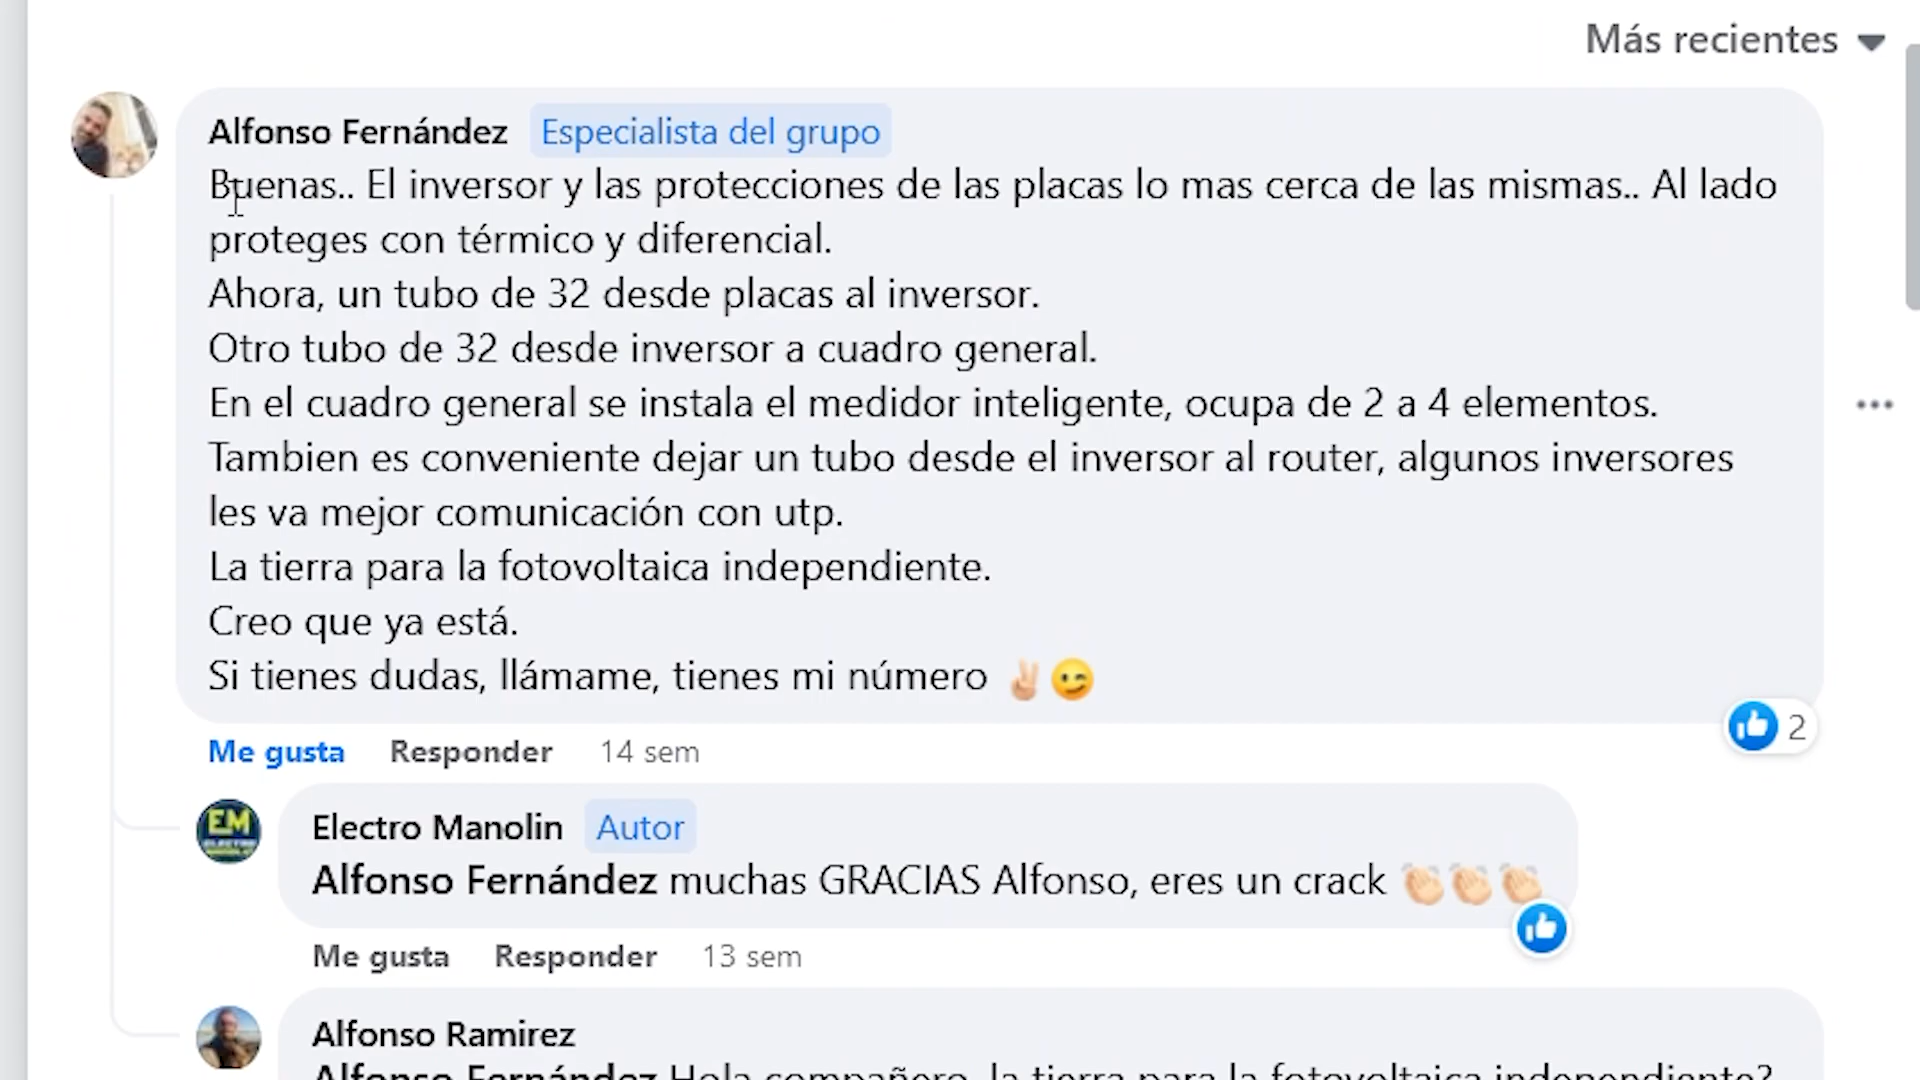 Más recientes
Alfonso Fernández Especialista del grupo
Buenas.. El inversor y las protecciones de las placas lo mas cerca de las mismas.. Al lado
proteges con térmico y diferencial.
Ahora, un tubo de 32 desde placas al inversor.
Otro tubo de 32 desde inversor a cuadro general.
En el cuadro general se instala el medidor inteligente, ocupa de 2 a 4 elementos.
Tambien es conveniente dejar un tubo desde el inversor al router, algunos inversores
les va mejor comunicación con utp.
La tierra para la fotovoltaica independiente.
Creo que ya está.
Si tienes dudas, llámame, tienes mi número ✌🏻😉
2
Me gusta Responder 14 sem
EM
Electro Manolin Autor
Alfonso Fernández muchas GRACIAS Alfonso, eres un crack 👏🏻👏🏻👏🏻
Me gusta Responder 13 sem
Alfonso Ramirez
Alfonso Fernández Hola compañero, la tierra para la fotovoltaica independiente?